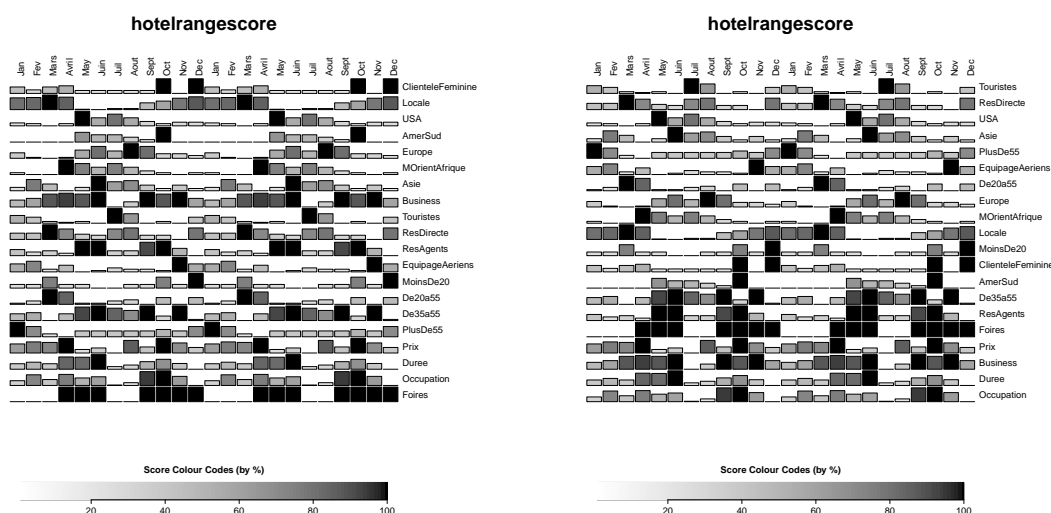 hotelrangescore
Jan Fev Mars Avril May Juin Juil Aout Sept Oct Nov Dec Jan Fev Mars Avril May Juin Juil Aout Sept Oct Nov Dec
ClienteleFeminine
Locale
USA
AmerSud
Europe
MOrientAfrique
Asie
Business
Touristes
ResDirecte
ResAgents
EquipageAeriens
MoinsDe20
De20a55
De35a55
PlusDe55
Prix
Duree
Occupation
Foires
Score Colour Codes (by %)
20 40 60 80 100
hotelrangescore
Jan Fev Mars Avril May Juin Juil Aout Sept Oct Nov Dec Jan Fev Mars Avril May Juin Juil Aout Sept Oct Nov Dec
Touristes
ResDirecte
USA
Asie
PlusDe55
EquipageAeriens
De20a55
Europe
MOrientAfrique
Locale
MoinsDe20
ClienteleFeminine
AmerSud
De35a55
ResAgents
Foires
Prix
Business
Duree
Occupation
Score Colour Codes (by %)
20 40 60 80 100